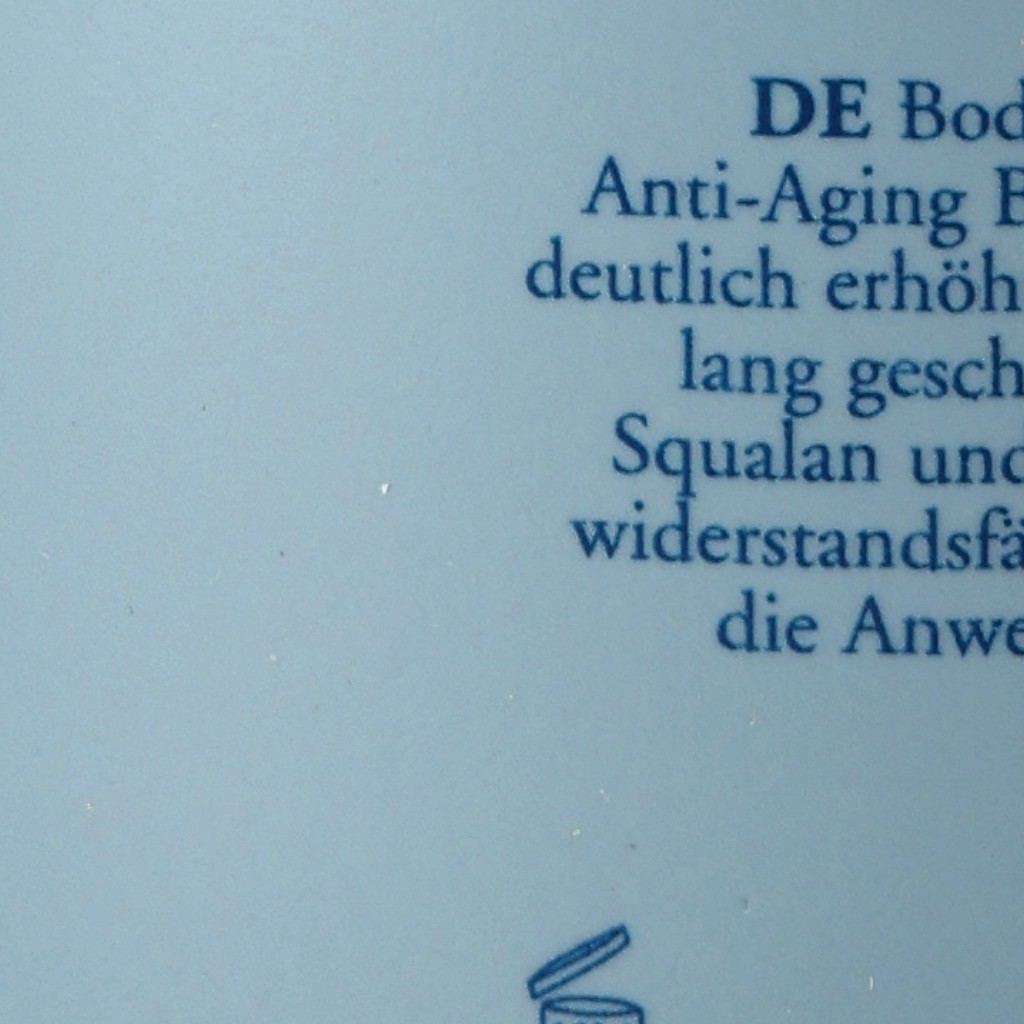 DE Bod
Anti-Aging
deutlich erhöh
lang gesch
Squalan und
widerstandsfä
die Anwe